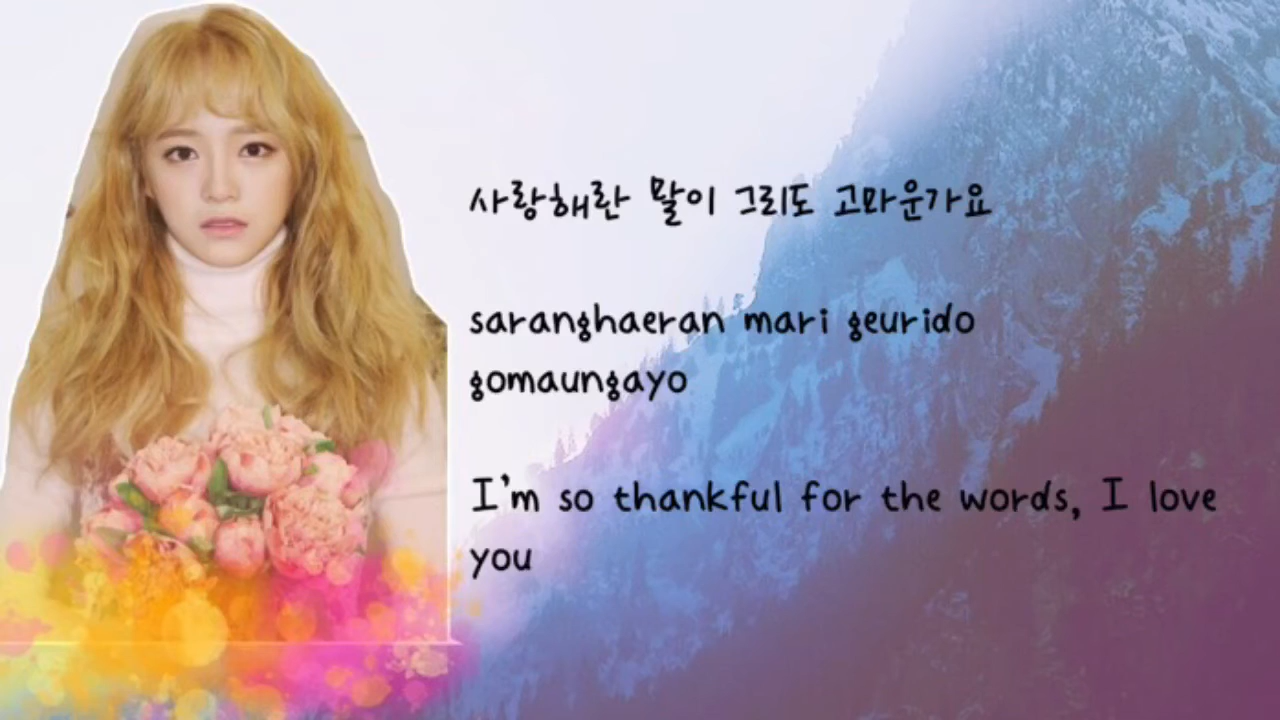 사랑해란 말이 그리도 고마운가요
saranghaeran mari geurido
gomaungayo
I'm so thankful for the words, I love
you